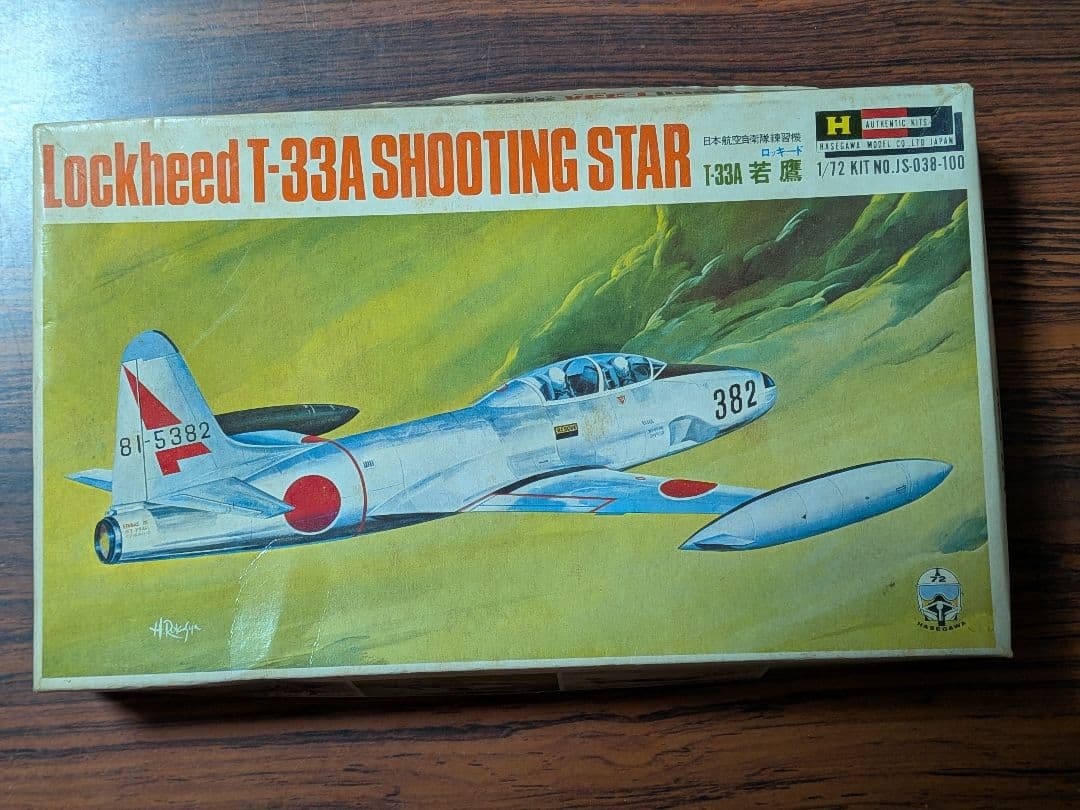 Lockheed T-33A SHOOTING STAR
日本航空自衛隊練習機
ロッキード
T-33A 若鷹
H AUTHENTIC KITS
HASEGAWA MODEL CO.,LTD JAPAN
1/72 KIT NO.JS-038-100
382
81-5382
RESCUE
72
HASEGAWA